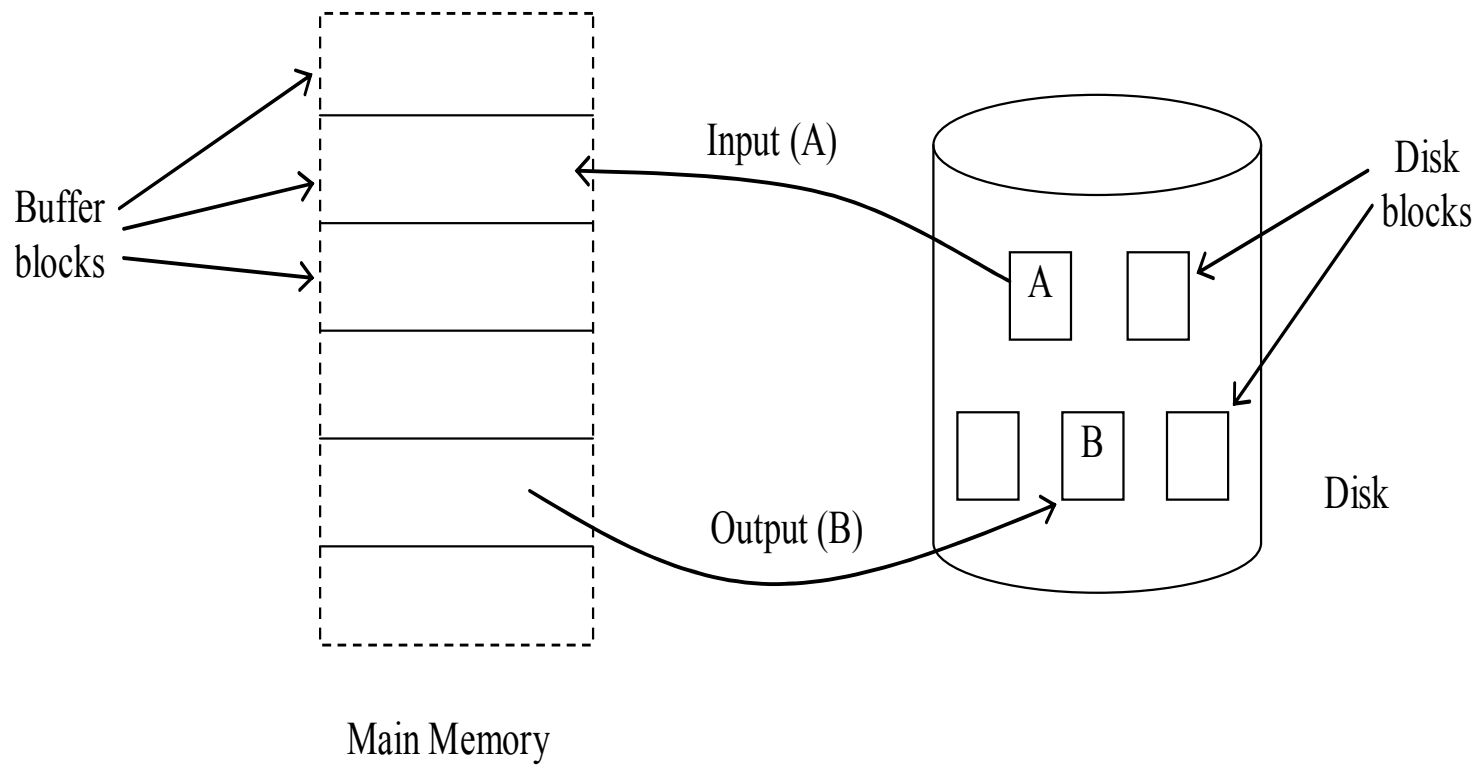 Input (A)
Disk
blocks
Buffer
blocks
A
B
Disk
Output (B)
Main Memory